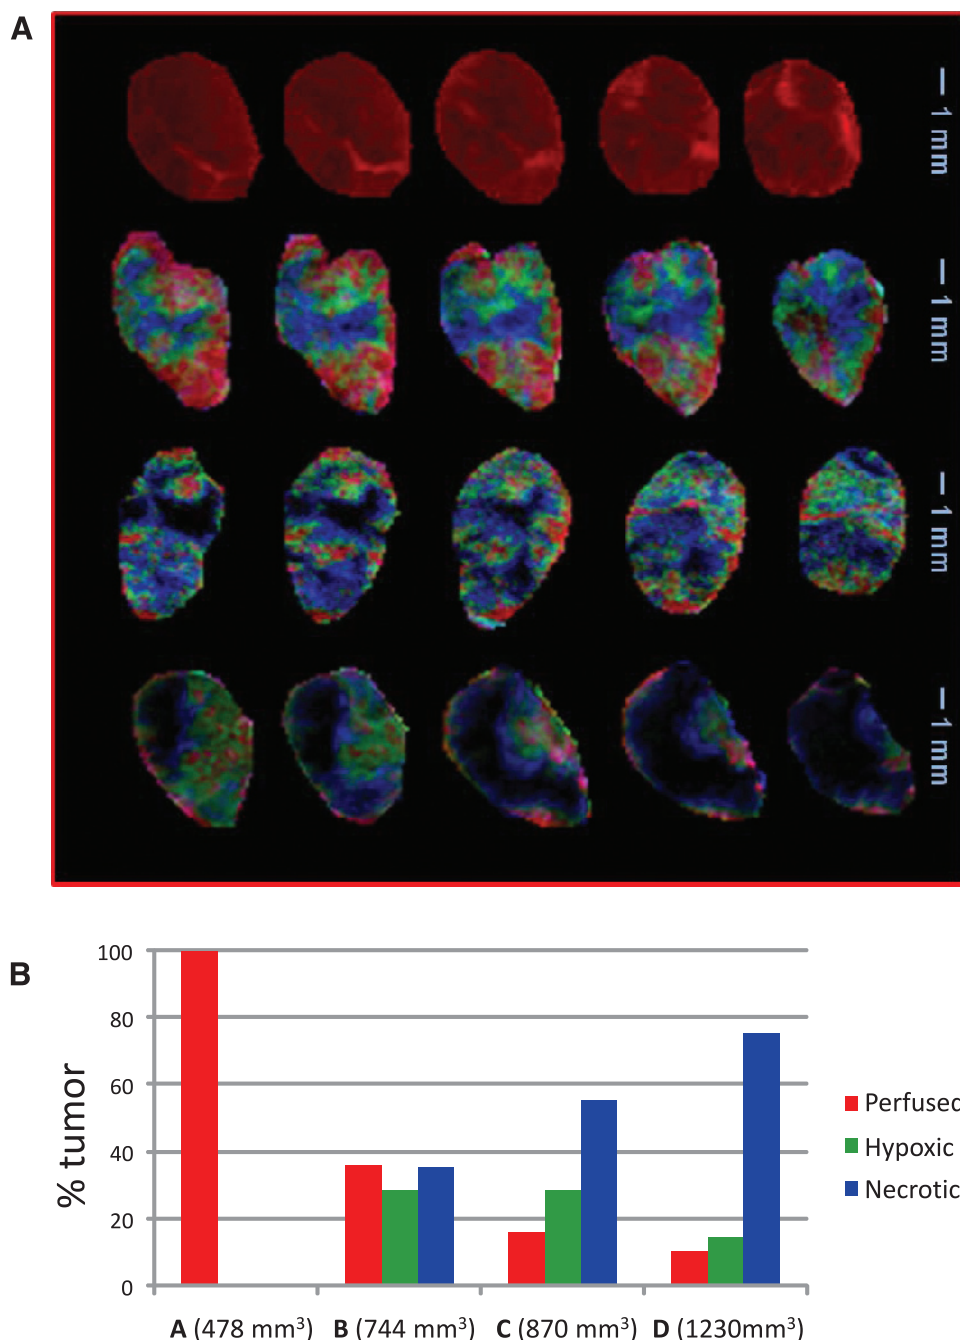 A
1 mm
1 mm
1 mm
1 mm
B
% tumor
100
80
60
40
20
0
A (478 mm³)
B (744 mm³)
C (870 mm³)
D (1230mm³)
Perfused
Hypoxic
Necrotic